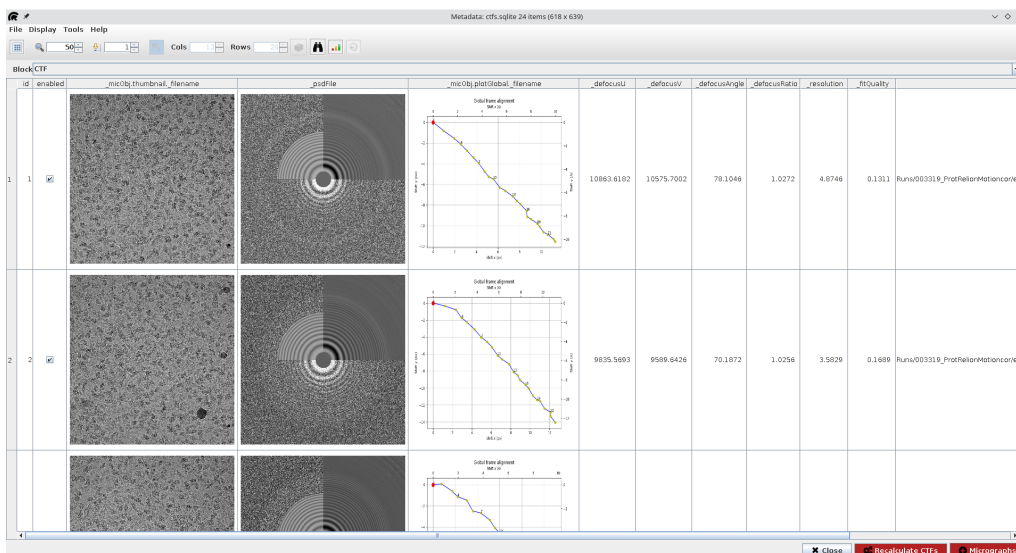 Metadata: ctfs.sqlite 24 items (618 x 639)
File Display Tools Help
50 1 Cols Rows
Block CTF
id enabled _micObj.thumbnail._filename _psdFile _micObj.plotGlobal._filename _defocusU _defocusV _defocusAngle _defocusRatio _resolution _fitQuality
Global frame alignment
1 1 10863.6182 10575.7002 78.1046 1.0272 4.8746 0.1311 Runs/003319_ProtRelionMotioncor/e
Global frame alignment
2 2 9835.5693 9589.6426 70.1872 1.0256 3.5829 0.1689 Runs/003319_ProtRelionMotioncor/e
Global frame alignment
Close Recalculate CTFs Micrographs